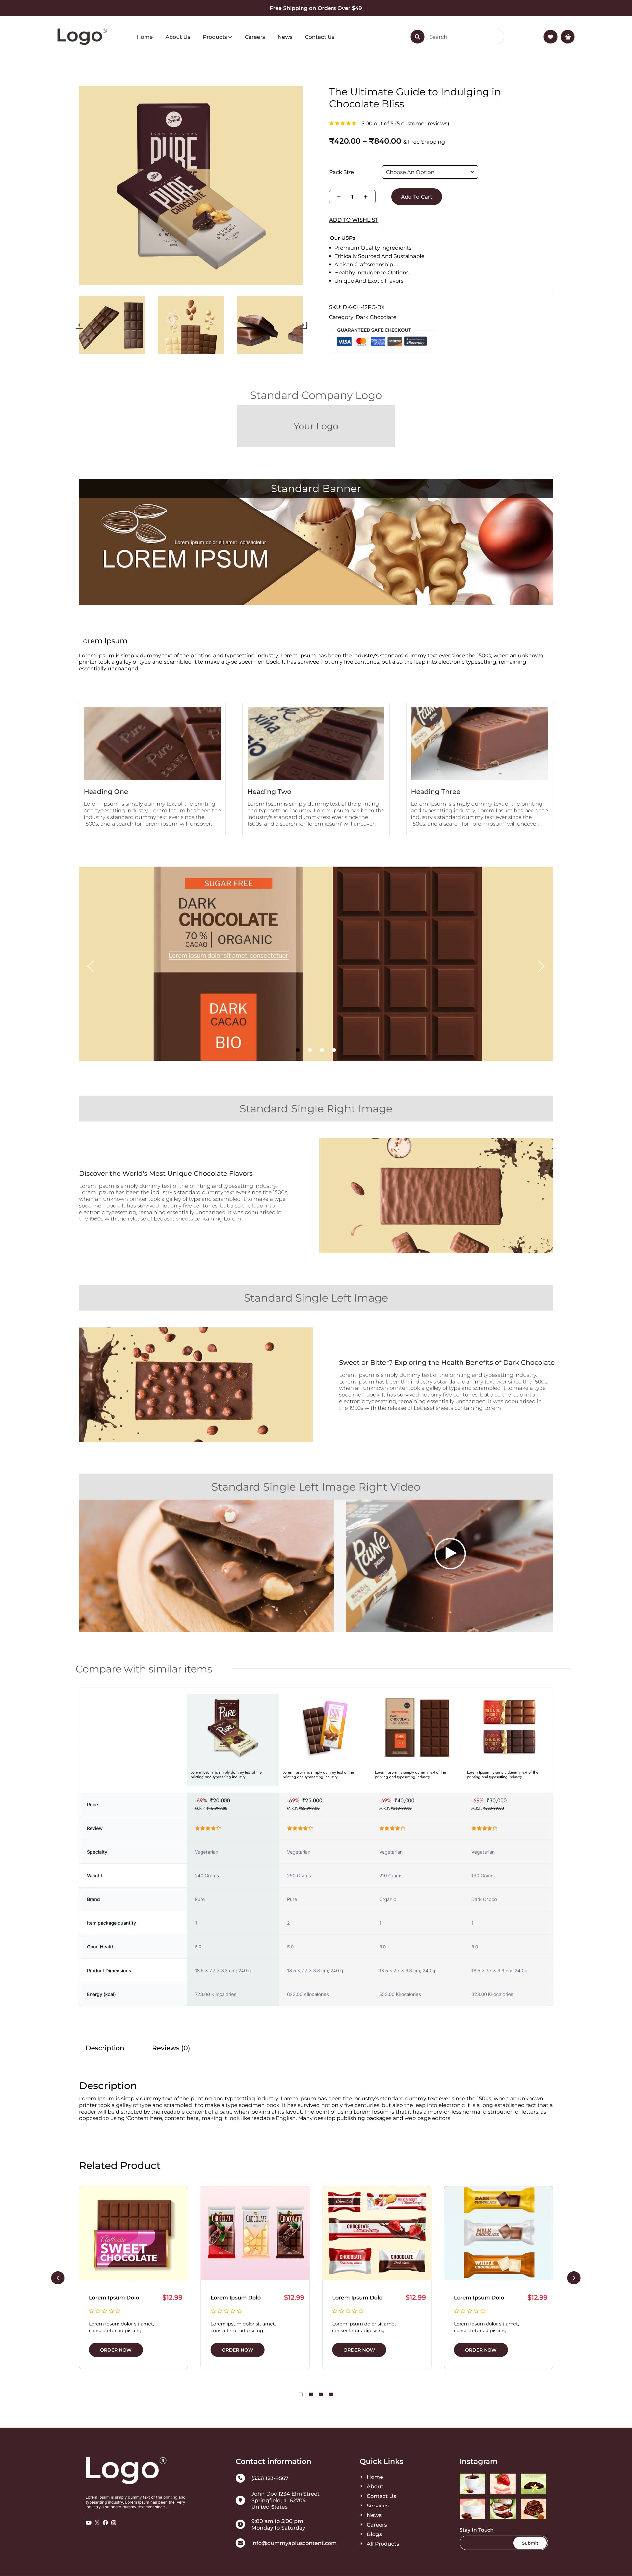 Free Shipping on Orders Over $49
Logo®
Home
About Us
Products
Careers
News
Contact Us
Search
100% NATURAL
PURE
PURE
CHOCOLATE
The Ultimate Guide to Indulging in
Chocolate Bliss
5.00 out of 5 (5 customer reviews)
₹420.00 – ₹840.00 & Free Shipping
Pack Size
Choose An Option
- 1 +
Add To Cart
ADD TO WISHLIST
Our USPs
Premium Quality Ingredients
Ethically Sourced And Sustainable
Artisan Craftsmanship
Healthy Indulgence Options
Unique And Exotic Flavors
SKU: DK-CH-12PC-BX
Category: Dark Chocolate
GUARANTEED SAFE CHECKOUT
VISA
Standard Company Logo
Your Logo
Standard Banner
Lorem ipsum dolor sit amet consectetur
LOREM IPSUM
Lorem Ipsum
Lorem Ipsum is simply dummy text of the printing and typesetting industry. Lorem Ipsum has been the industry's standard dummy text ever since the 1500s, when an unknown
printer took a galley of type and scrambled it to make a type specimen book. It has survived not only five centuries, but also the leap into electronic typesetting, remaining
essentially unchanged.
Heading One
Lorem Ipsum is simply dummy text of the printing
and typesetting industry. Lorem Ipsum has been the
industry's standard dummy text ever since the
1500s, and a search for 'lorem ipsum' will uncover.
Heading Two
Lorem Ipsum is simply dummy text of the printing
and typesetting industry. Lorem Ipsum has been the
industry's standard dummy text ever since the
1500s, and a search for 'lorem ipsum' will uncover.
Heading Three
Lorem Ipsum is simply dummy text of the printing
and typesetting industry. Lorem Ipsum has been the
industry's standard dummy text ever since the
1500s, and a search for 'lorem ipsum' will uncover.
SUGAR FREE
DARK
CHOCOLATE
70 % CACAO ORGANIC
Lorem ipsum dolor sit amet, consectetuer
DARK
CACAO
BIO
Standard Single Right Image
Discover the World's Most Unique Chocolate Flavors
Lorem Ipsum is simply dummy text of the printing and typesetting industry.
Lorem Ipsum has been the industry's standard dummy text ever since the 1500s,
when an unknown printer took a galley of type and scrambled it to make a type
specimen book. It has survived not only five centuries, but also the leap into
electronic typesetting, remaining essentially unchanged. It was popularised in
the 1960s with the release of Letraset sheets containing Lorem
Standard Single Left Image
Sweet or Bitter? Exploring the Health Benefits of Dark Chocolate
Lorem Ipsum is simply dummy text of the printing and typesetting industry.
Lorem Ipsum has been the industry's standard dummy text ever since the 1500s,
when an unknown printer took a galley of type and scrambled it to make a type
specimen book. It has survived not only five centuries, but also the leap into
electronic typesetting, remaining essentially unchanged. It was popularised in
the 1960s with the release of Letraset sheets containing Lorem
Standard Single Left Image Right Video
Compare with similar items
Lorem Ipsum is simply dummy text of the
printing and typesetting industry.
Lorem Ipsum is simply dummy text of the
printing and typesetting industry.
Lorem Ipsum is simply dummy text of the
printing and typesetting industry.
Lorem Ipsum is simply dummy text of the
printing and typesetting industry.
Price
-69% ₹20,000
-69% ₹25,000
-69% ₹40,000
-69% ₹30,000
Review
Specialty Vegetarian Vegetarian Vegetarian Vegetarian
Weight 240 Grams 250 Grams 210 Grams 190 Grams
Brand Pure Pure Organic Dark Choco
Item package quantity 1 2 1 1
Good Health 5.0 5.0 5.0 5.0
Product Dimensions 18.5 x 7.7 x 3.3 cm; 240 g 18.5 x 7.7 x 3.3 cm; 240 g 18.5 x 7.7 x 3.3 cm; 240 g 18.5 x 7.7 x 3.3 cm; 240 g
Energy (kcal) 723.00 Kilocalories 623.00 Kilocalories 653.00 Kilocalories 323.00 Kilocalories
Description
Reviews (0)
Description
Lorem Ipsum is simply dummy text of the printing and typesetting industry. Lorem Ipsum has been the industry's standard dummy text ever since the 1500s, when an unknown
printer took a galley of type and scrambled it to make a type specimen book. It has survived not only five centuries, but also the leap into electronic It is a long established fact that a
reader will be distracted by the readable content of a page when looking at its layout. The point of using Lorem Ipsum is that it has a more-or-less normal distribution of letters, as
opposed to using 'Content here, content here', making it look like readable English. Many desktop publishing packages and web page editors
Related Product
SWEET
CHOCOLATE
DARK
CHOCOLATE
MILK
CHOCOLATE
WHITE
CHOCOLATE
Lorem Ipsum Dolo $12.99
Lorem ipsum dolor sit amet,
consectetur adipiscing...
ORDER NOW
Lorem Ipsum Dolo $12.99
Lorem ipsum dolor sit amet,
consectetur adipiscing...
ORDER NOW
Lorem Ipsum Dolo $12.99
Lorem ipsum dolor sit amet,
consectetur adipiscing...
ORDER NOW
Lorem Ipsum Dolo $12.99
Lorem ipsum dolor sit amet,
consectetur adipiscing...
ORDER NOW
Logo®
Lorem Ipsum is simply dummy text of the printing and
typesetting industry. Lorem Ipsum has been the very
industry's standard dummy text ever since .
Contact information
(555) 123-4567
John Doe 1234 Elm Street
Springfield, IL 62704
United States
9:00 am to 5:00 pm
Monday to Saturday
info@dummyapluscontent.com
Quick Links
Home
About
Contact Us
Services
News
Careers
Blogs
All Products
Instagram
Stay In Touch
Submit